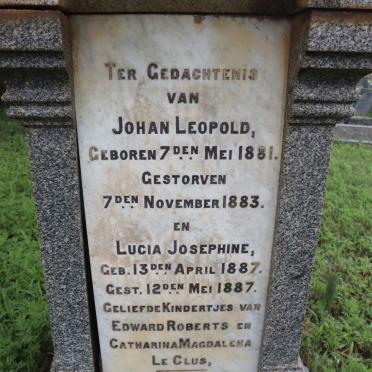 TER GEDACHTENIS
VAN
JOHAN LEOPOLD,
GEBOREN 7DEN MEI 1881.
GESTORVEN
7DEN NOVEMBER 1883.
EN
LUCIA JOSEPHINE,
GEB. 13DEN APRIL 1887.
GEST. 12DEN MEI 1887.
GELIEFDE KINDERTJES VAN
EDWARD ROBERTS EN
CATHARINA MAGDALENA
LE CLUS,